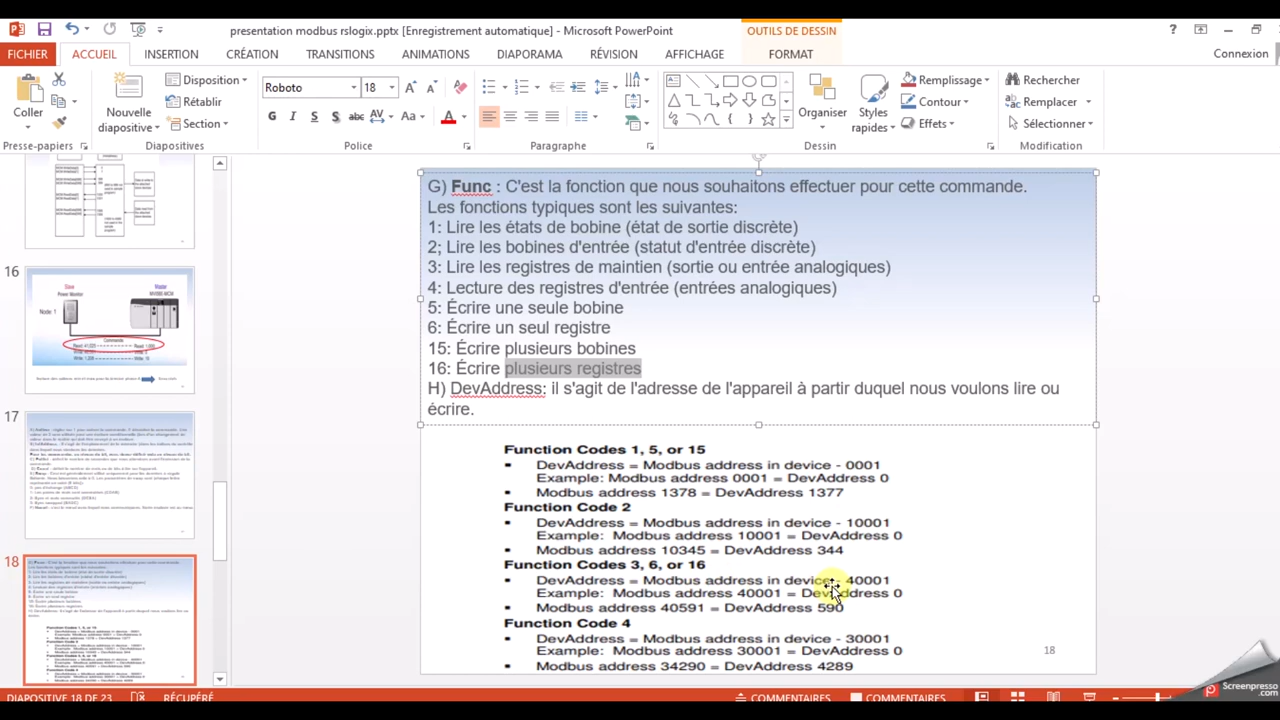 presentation modbus rslogix.pptx [Enregistrement automatique] - Microsoft PowerPoint
OUTILS DE DESSIN
FICHIER ACCUEIL INSERTION CRÉATION TRANSITIONS ANIMATIONS DIAPORAMA RÉVISION AFFICHAGE FORMAT Connexion
Coller
Nouvelle diapositive
Disposition
Rétablir
Section
Roboto 18
Organiser
Styles rapides
Remplissage
Contour
Effets
Rechercher
Remplacer
Sélectionner
Presse-papiers Diapositives Police Paragraphe Dessin Modification
16
17
18
G) Func : C'est la fonction que nous souhaitons
pour cette commande.
Les fonctions typiques sont les suivantes:
1: Lire les états de bobine (état de sortie discrète)
2; Lire les bobines d'entrée (statut d'entrée discrète)
3: Lire les registres de maintien (sortie ou entrée analogiques)
4: Lecture des registres d'entrée (entrées analogiques)
5: Écrire une seule bobine
6: Écrire un seul registre
15: Écrire plusieurs bobines
16: Écrire plusieurs registres
H) DevAddress: il s'agit de l'adresse de l'appareil à partir duquel nous voulons lire ou
écrire.
Function Codes 1, 5, or 15
▪ DevAddress = Modbus address in device - 0001
Example: Modbus address 0001 = DevAddress 0
▪ Modbus address 1378 = DevAddress 1377
Function Code 2
▪ DevAddress = Modbus address in device - 10001
Example: Modbus address 10001 = DevAddress 0
▪ Modbus address 10345 = DevAddress 344
Function Codes 3, 6,
▪ DevAddress = Modbus address in device - 40001
Example: Modbus address 40001 = DevAddress 0
▪ Modbus address 40591 = DevAddress 590
Function Code 4
▪ DevAddress = Modbus address in device - 30001
Example: Modbus address 30001 = DevAddress 0
▪ Modbus address 34290 = DevAddress 4289
18
DIAPOSITIVE 18 DE 23 RÉCUPÉRÉ COMMENTAIRES COMMENTAIRES
Screenpresso
.com